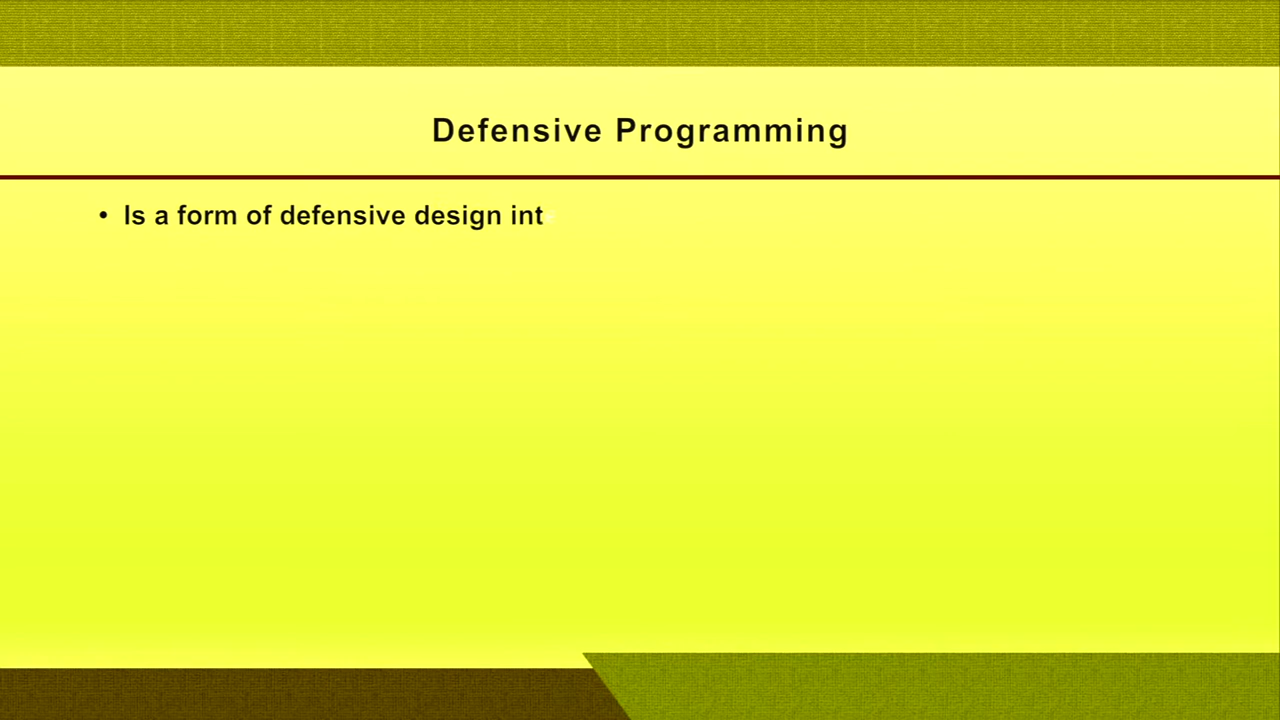 Defensive Programming
• Is a form of defensive design int